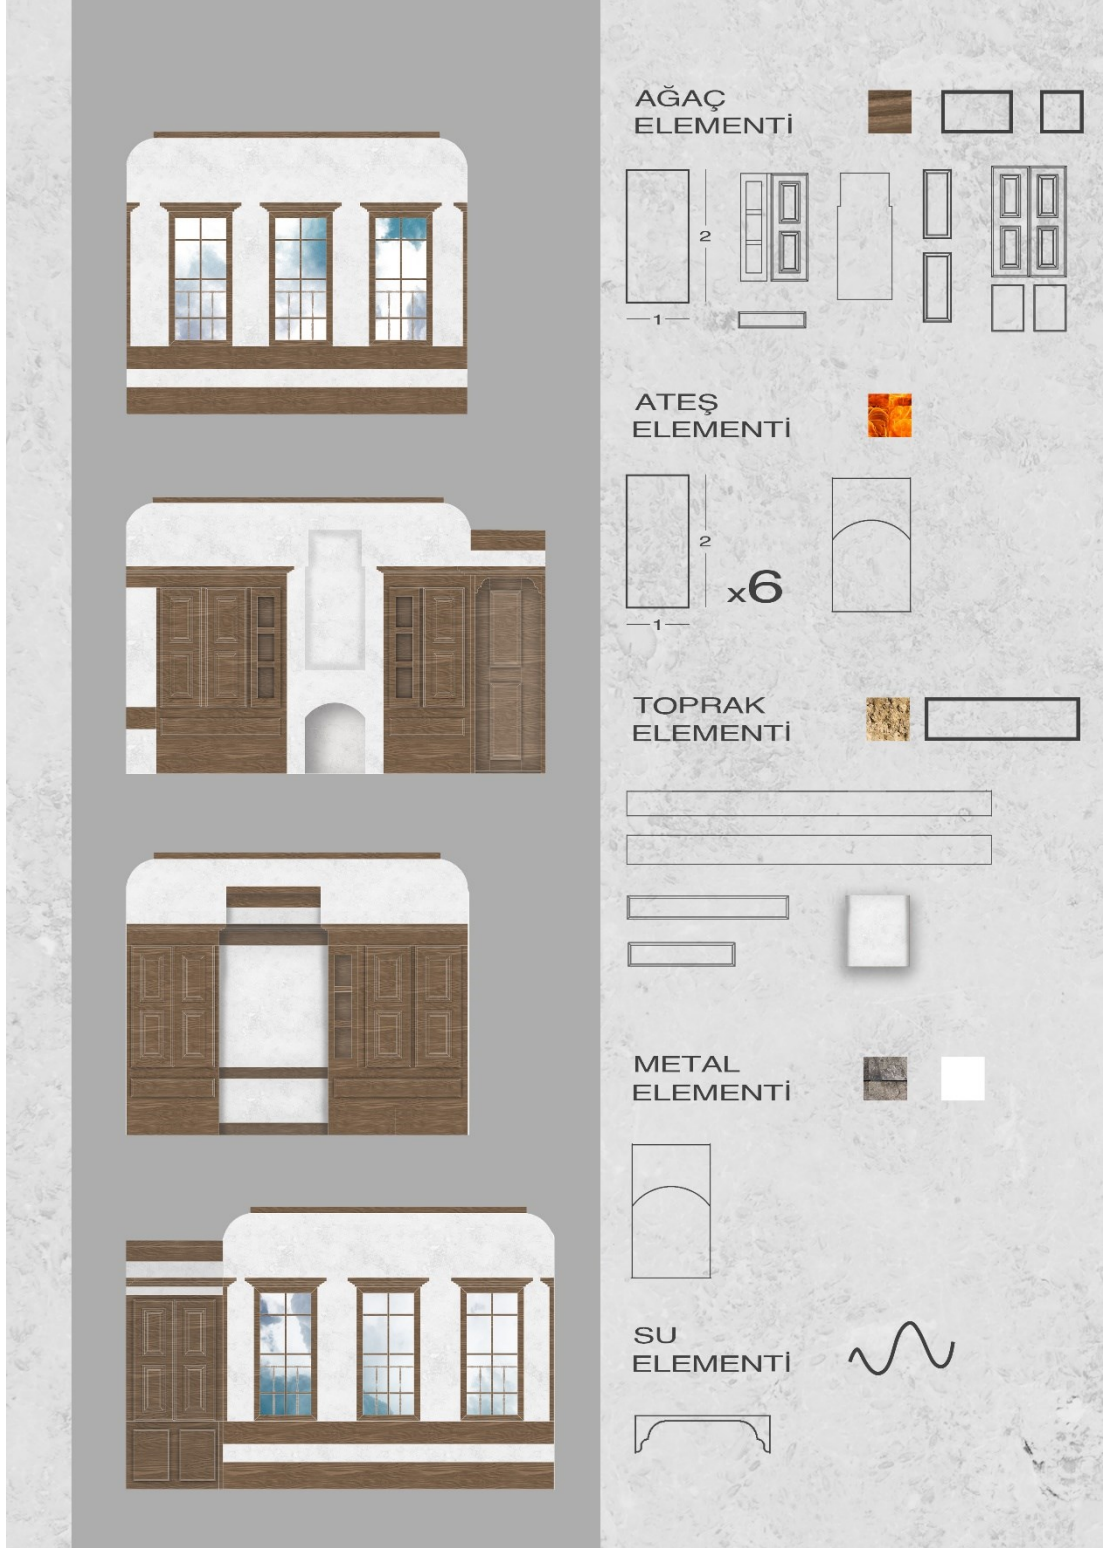 AĞAÇ
ELEMENTİ
2
1
ATEŞ
ELEMENTİ
2
x6
1
TOPRAK
ELEMENTİ
METAL
ELEMENTİ
SU
ELEMENTİ